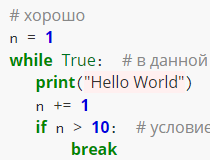 # хорошо
n = 1
while True:  # в данной
    print("Hello World")
    n += 1
    if n > 10:  # условие
        break